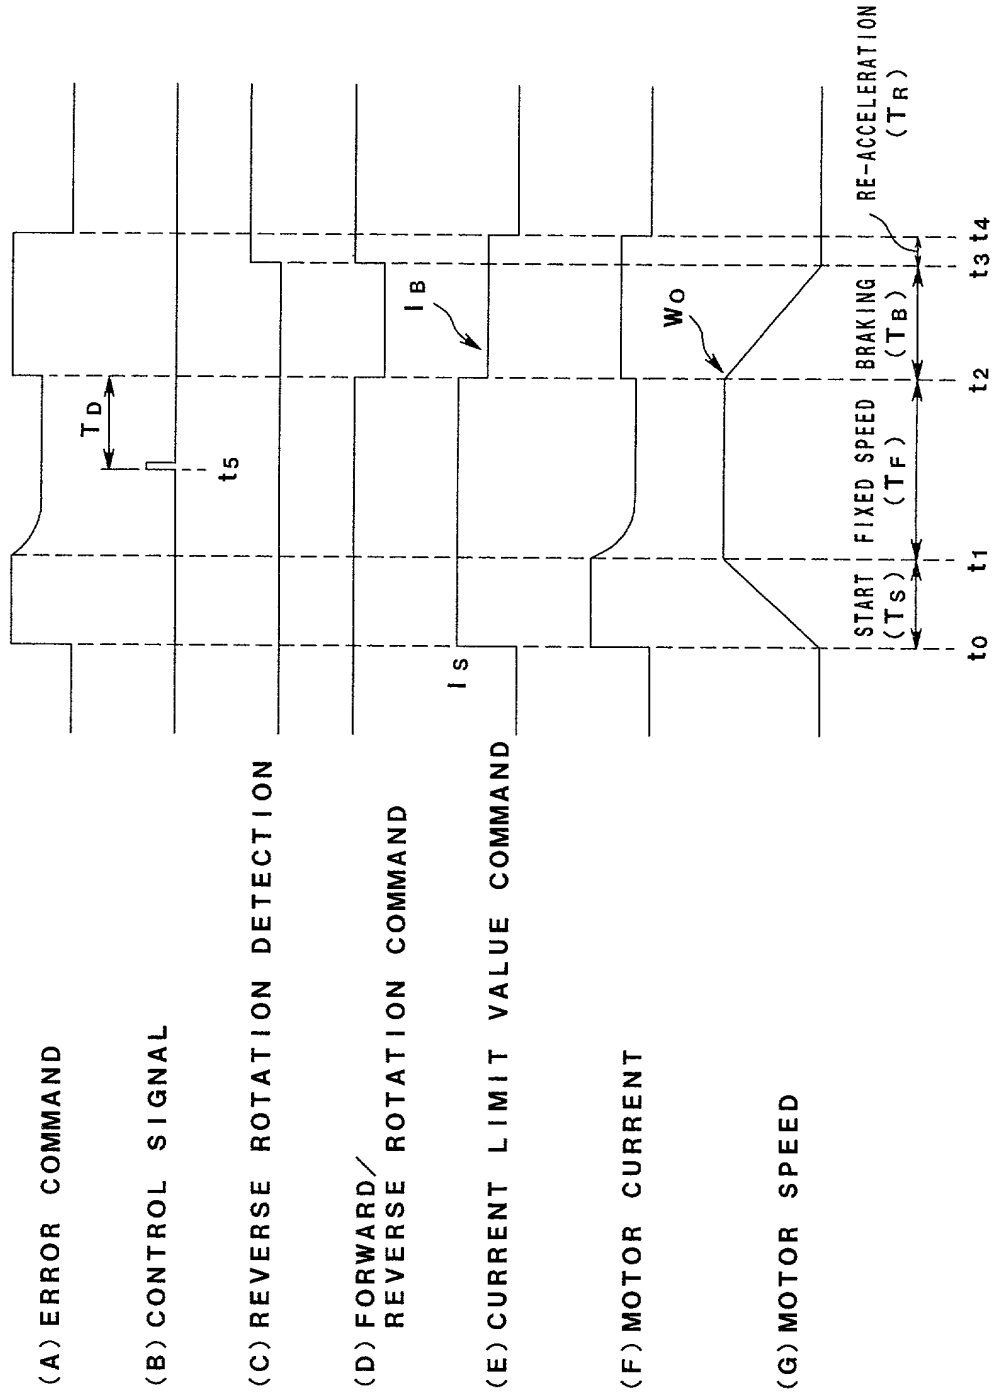 (A) ERROR COMMAND
(B) CONTROL SIGNAL
TD
t5
(C) REVERSE ROTATION DETECTION
(D) FORWARD/
REVERSE ROTATION COMMAND
(E) CURRENT LIMIT VALUE COMMAND
IS
IB
(F) MOTOR CURRENT
(G) MOTOR SPEED
WO
START
(TS)
FIXED SPEED
(TF)
BRAKING
(TB)
RE-ACCELERATION
(TR)
t0
t1
t2
t3
t4